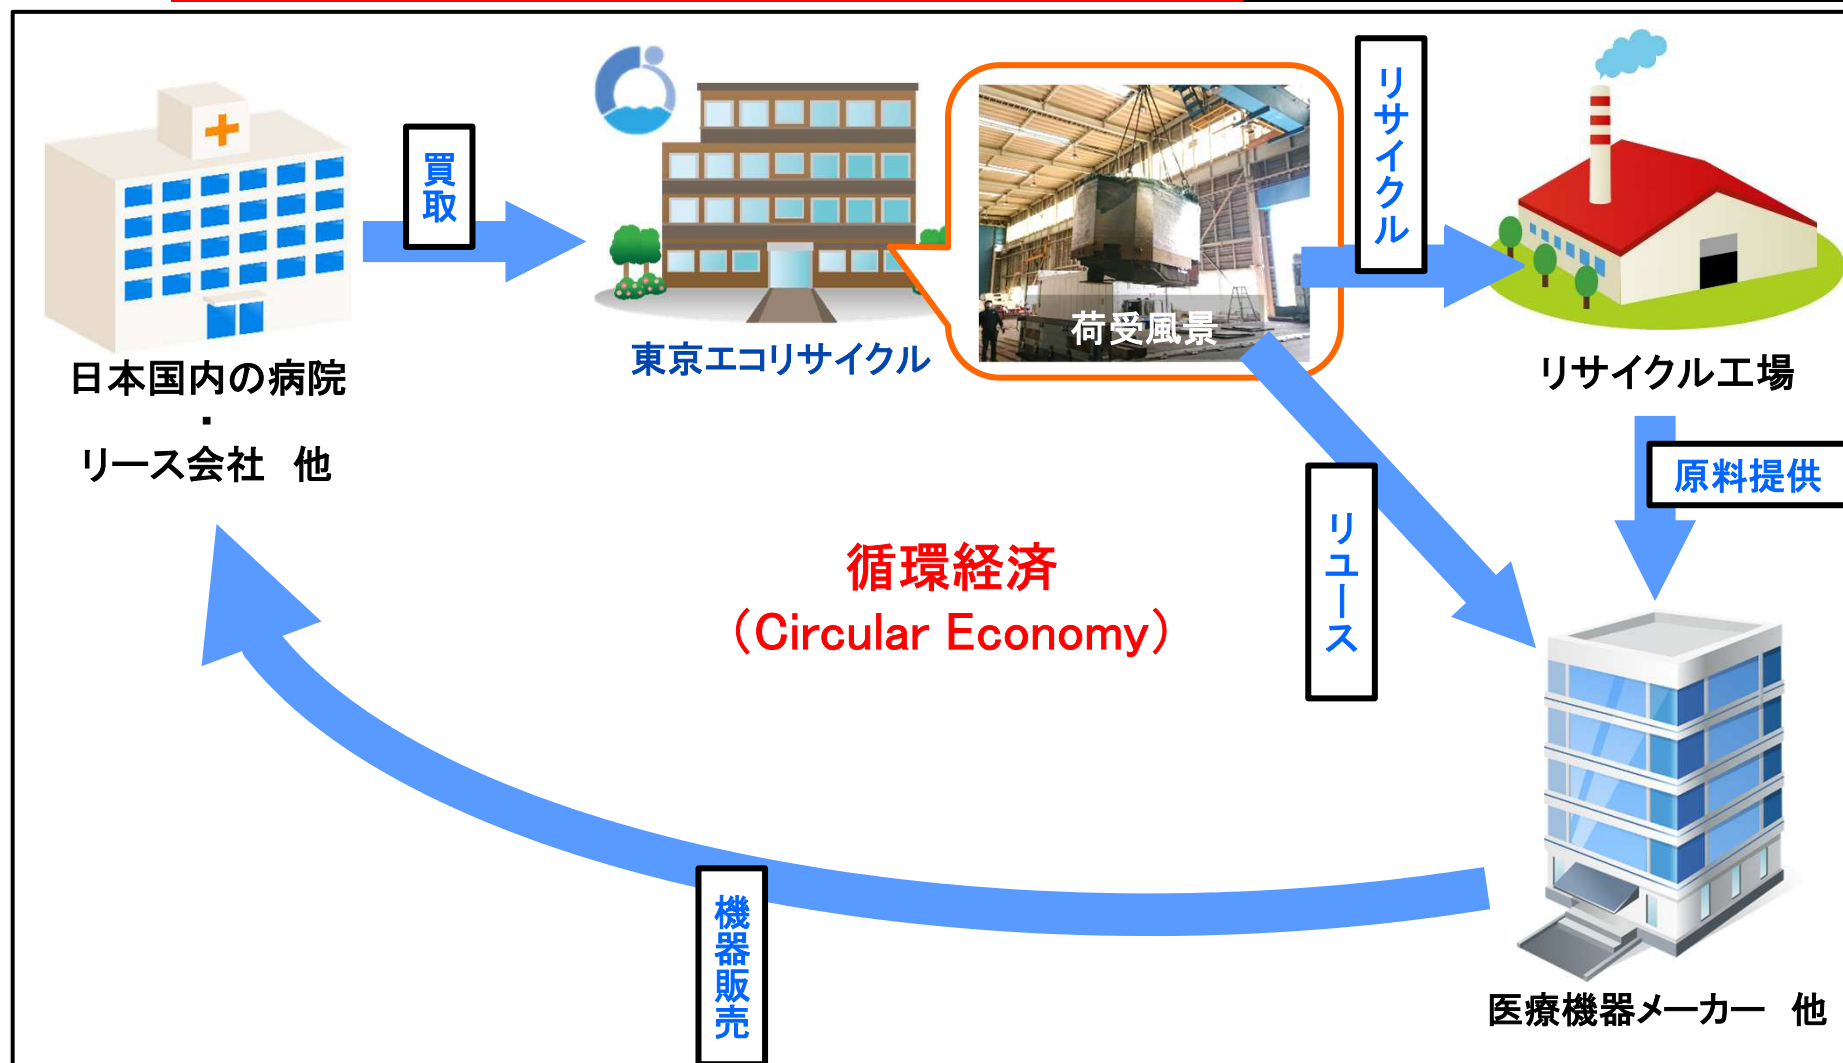 買取
リサイクル
荷受風景
東京エコリサイクル
日本国内の病院
・
リース会社　他
リサイクル工場
原料提供
リユース
循環経済
（Circular Economy）
機器販売
医療機器メーカー　他